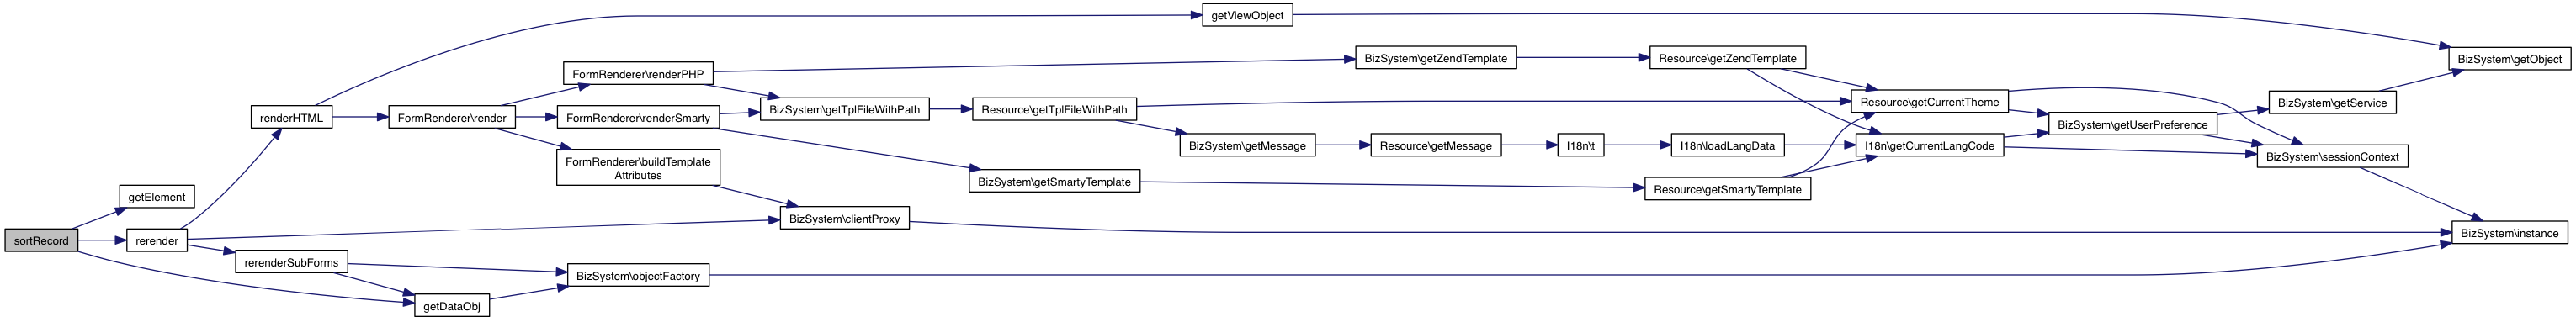 sortRecord
getElement
rerender
getDataObj
renderHTML
rerenderSubForms
getViewObject
FormRenderer\render
BizSystem\clientProxy
BizSystem\objectFactory
FormRenderer\renderPHP
FormRenderer\renderSmarty
FormRenderer\buildTemplate
Attributes
BizSystem\getTplFileWithPath
BizSystem\getZendTemplate
BizSystem\getSmartyTemplate
Resource\getTplFileWithPath
BizSystem\getMessage
Resource\getMessage
I18n\t
I18n\loadLangData
Resource\getZendTemplate
Resource\getSmartyTemplate
Resource\getCurrentTheme
I18n\getCurrentLangCode
BizSystem\getUserPreference
BizSystem\getService
BizSystem\sessionContext
BizSystem\getObject
BizSystem\instance